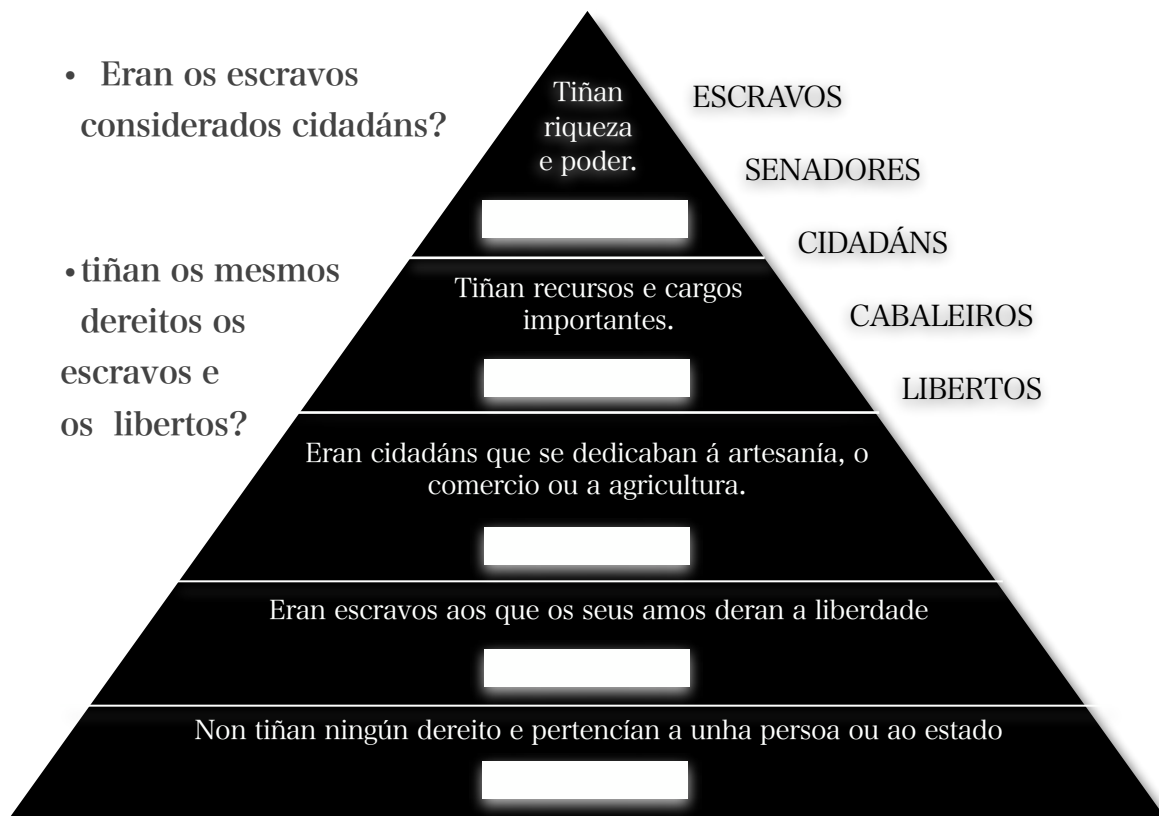 • Eran os escravos
considerados cidadáns?
• tiñan os mesmos
dereitos os
escravos e
os libertos?
Tiñan
riqueza
e poder.
Tiñan recursos e cargos
importantes.
Eran cidadáns que se dedicaban á artesanía, o
comercio ou a agricultura.
Eran escravos aos que os seus amos deran a liberdade
Non tiñan ningún dereito e pertencían a unha persoa ou ao estado
ESCRAVOS
SENADORES
CIDADÁNS
CABALEIROS
LIBERTOS